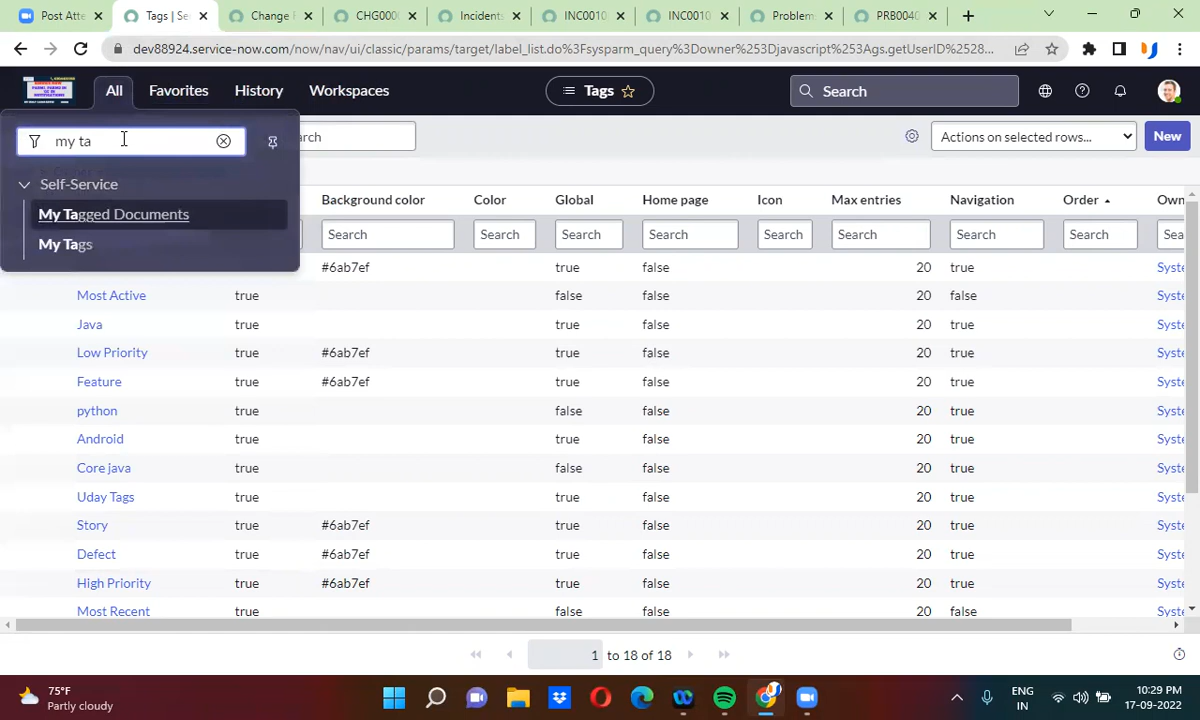 Post Atten
Tags | Se
Change R
CHG000
Incidents
INC0010
INC0010
Problem
PRB0040
dev88924.service-now.com/now/nav/ui/classic/params/target/label_list.do%3Fsysparm_query%3Downer%253Djavascript%253Ags.getUserID%2528...
All Favorites History Workspaces Tags Search
my ta
arch
Actions on selected rows... New
Self-Service
My Tagged Documents
My Tags
Background color Color Global Home page Icon Max entries Navigation Order Own
Search Search Search Search Search Search Search Search Sea
#6ab7ef true false 20 true Syste
Most Active true false false 20 false Syste
Java true true false 20 true Syste
Low Priority true #6ab7ef true false 20 true Syste
Feature true #6ab7ef true false 20 true Syste
python true false false 20 true Syste
Android true true false 20 true Syste
Core java true false false 20 true Syste
Uday Tags true true false 20 true Syste
Story true #6ab7ef true false 20 true Syste
Defect true #6ab7ef true false 20 true Syste
High Priority true #6ab7ef true false 20 true Syste
Most Recent true false false 20 false Syste
1 to 18 of 18
75°F
Partly cloudy
ENG
IN
10:29 PM
17-09-2022